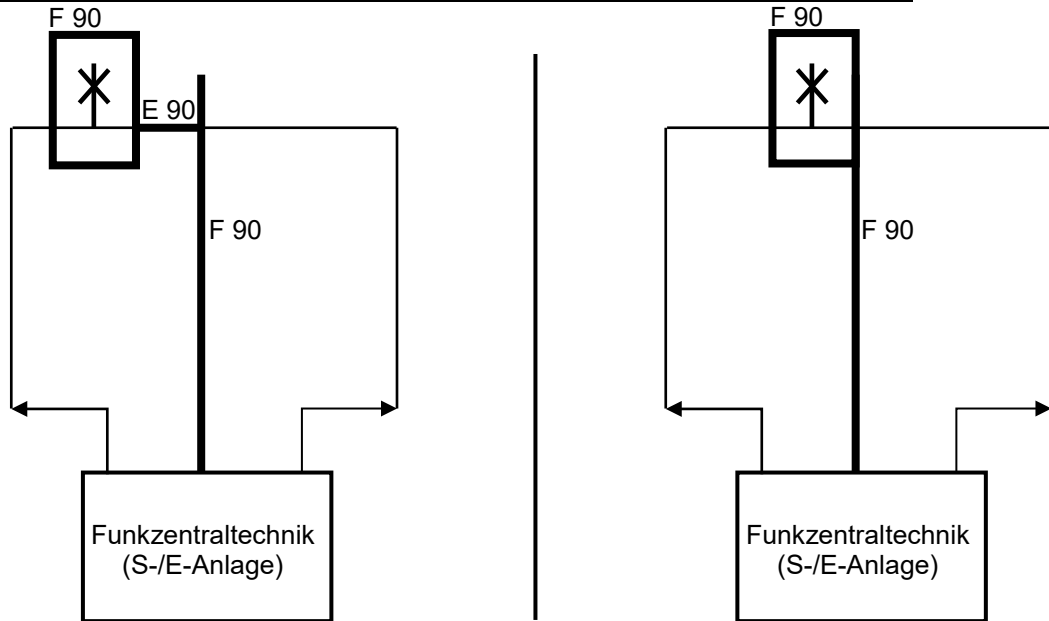 F 90
E 90
F 90
Funkzentraltechnik
(S-/E-Anlage)
F 90
F 90
Funkzentraltechnik
(S-/E-Anlage)